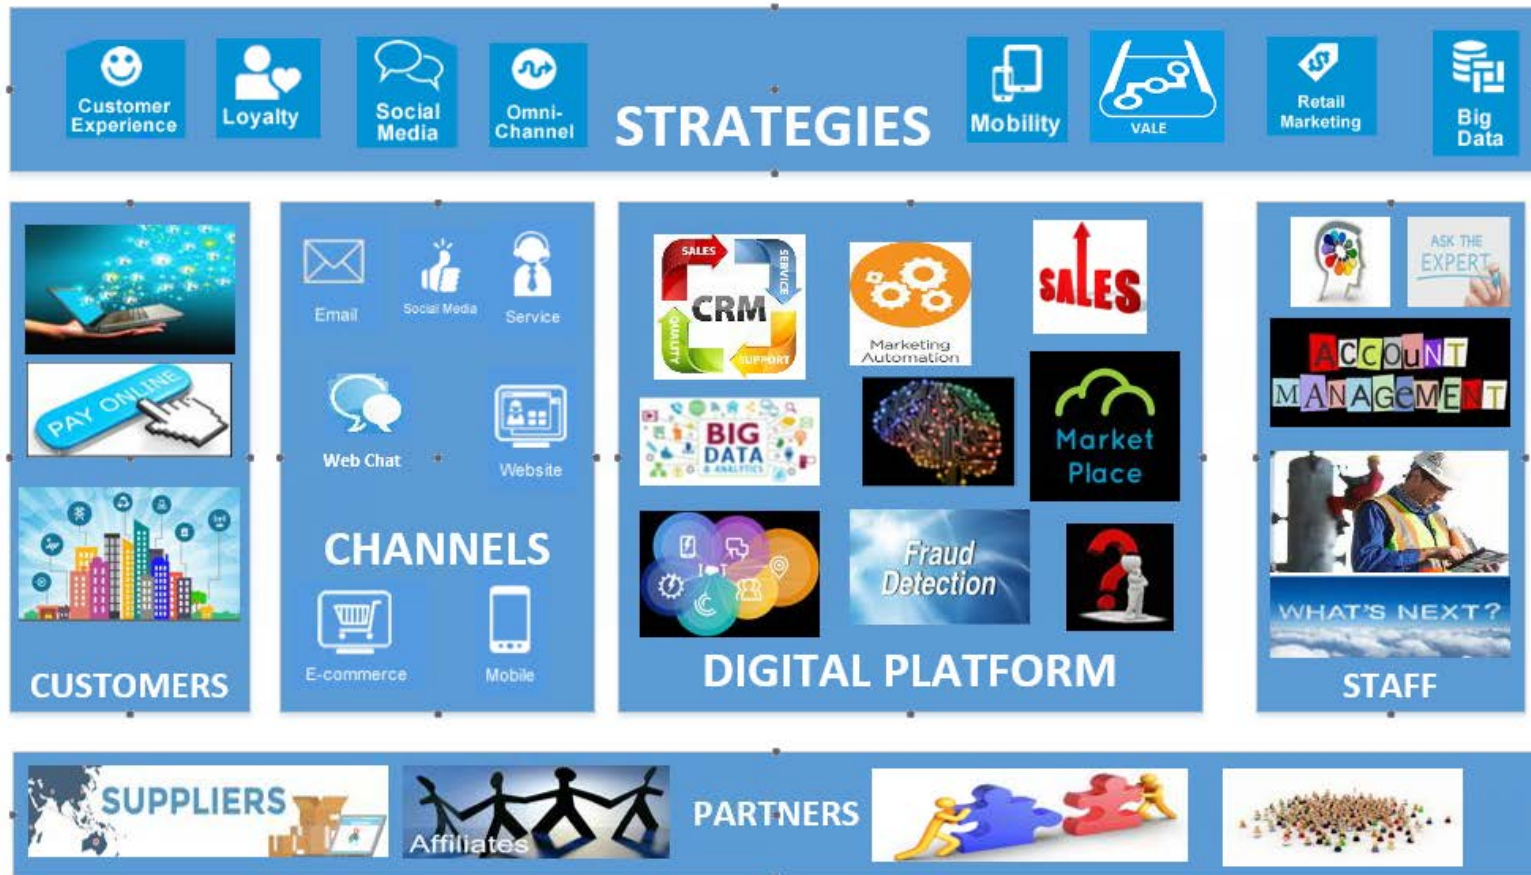 Customer
Experience
Loyalty
Social
Media
Omni-
Channel
STRATEGIES
Mobility
VALE
Retail
Marketing
Big
Data
PAY ONLINE
CUSTOMERS
Email
Social Media
Service
Web Chat
Website
CHANNELS
E-commerce
Mobile
SALES
SERVICE
CRM
QUALITY
SUPPORT
Marketing
Automation
SALES
BIG
DATA
& ANALYTICS
Market
Place
IoT
Fraud
Detection
DIGITAL PLATFORM
ASK THE
EXPERT
ACCOuNT
MANAGeMENT
WHAT'S NEXT?
STAFF
SUPPLIERS
Affiliates
PARTNERS